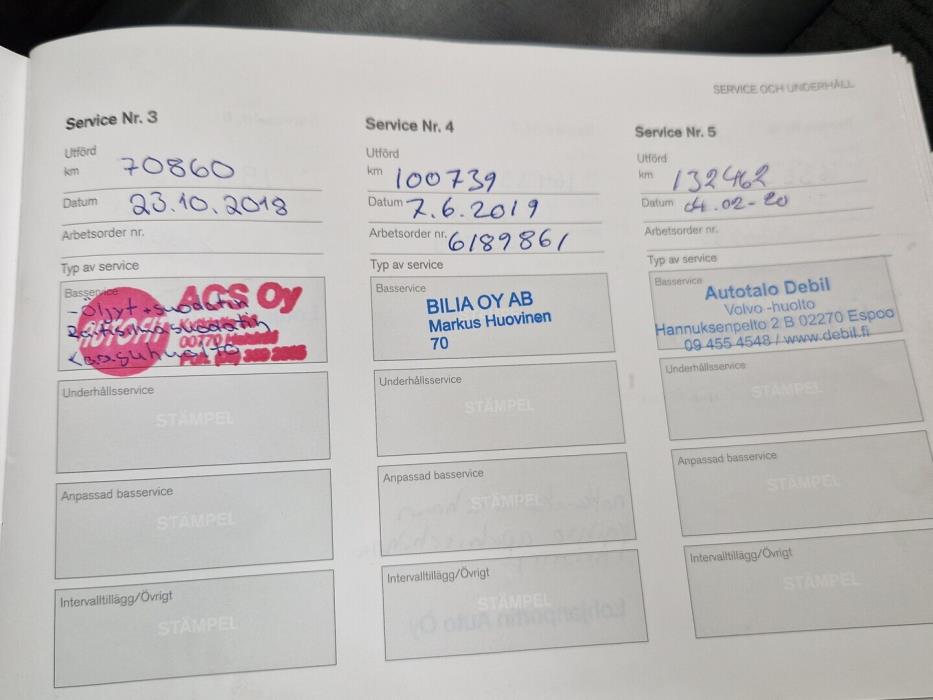 SERVICE OCH UNDERHÅLL
Service Nr. 3
Utförd
km 70860
Datum 23.10.2018
Arbetsorder nr.
Typ av service
Basservice
ACS Oy
-Öljyt+suodatin
Raitisilmasuodatin
00770 Helsinki
Underhållsservice
STÄMPEL
Anpassad basservice
STÄMPEL
Intervalltillägg/Övrigt
STÄMPEL
Service Nr. 4
Utförd
km 100739
Datum 7.6.2019
Arbetsorder nr. 6189861
Typ av service
Basservice
BILIA OY AB
Markus Huovinen
70
Underhållsservice
STÄMPEL
Anpassad basservice
STÄMPEL
Intervalltillägg/Övrigt
STÄMPEL
Service Nr. 5
Utförd
km 132462
Datum 04.02-20
Arbetsorder nr.
Typ av service
Basservice
Autotalo Debil
Volvo -huolto
Hannuksenpelto 2 B 02270 Espoo
09 455 4548 / www.debil.fi
Underhållsservice
STÄMPEL
Anpassad basservice
STÄMPEL
Intervalltillägg/Övrigt
STÄMPEL